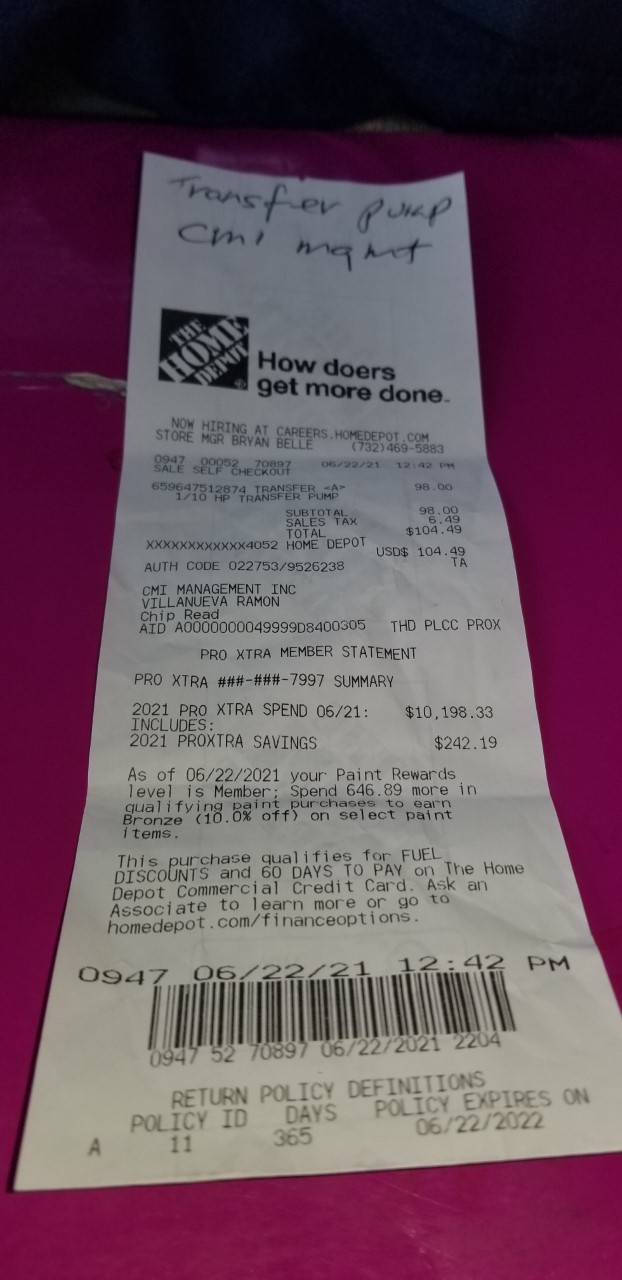 Transfer pump
cmi mgmt
THE
HOME
DEPOT
®
How doers
get more done.
NOW HIRING AT CAREERS.HOMEDEPOT.COM
STORE MGR BRYAN BELLE (732)469-5883
0947 00052 70897 06/22/21 12:42 PM
SALE SELF CHECKOUT
659647512874 TRANSFER <A> 98.00
1/10 HP TRANSFER PUMP
SUBTOTAL 98.00
SALES TAX 6.49
TOTAL $104.49
XXXXXXXXXXXX4052 HOME DEPOT
USD$ 104.49
AUTH CODE 022753/9526238 TA
CMI MANAGEMENT INC
VILLANUEVA RAMON
Chip Read
AID A0000000049999D8400305 THD PLCC PROX
PRO XTRA MEMBER STATEMENT
PRO XTRA ###-###-7997 SUMMARY
2021 PRO XTRA SPEND 06/21: $10,198.33
INCLUDES:
2021 PROXTRA SAVINGS $242.19
As of 06/22/2021 your Paint Rewards
level is Member; Spend 646.89 more in
qualifying paint purchases to earn
Bronze (10.0% off) on select paint
items.
This purchase qualifies for FUEL
DISCOUNTS and 60 DAYS TO PAY on The Home
Depot Commercial Credit Card. Ask an
Associate to learn more or go to
homedepot.com/financeoptions.
0947 06/22/21 12:42 PM
0947 52 70897 06/22/2021 2204
RETURN POLICY DEFINITIONS
POLICY ID DAYS POLICY EXPIRES ON
A 11 365 06/22/2022